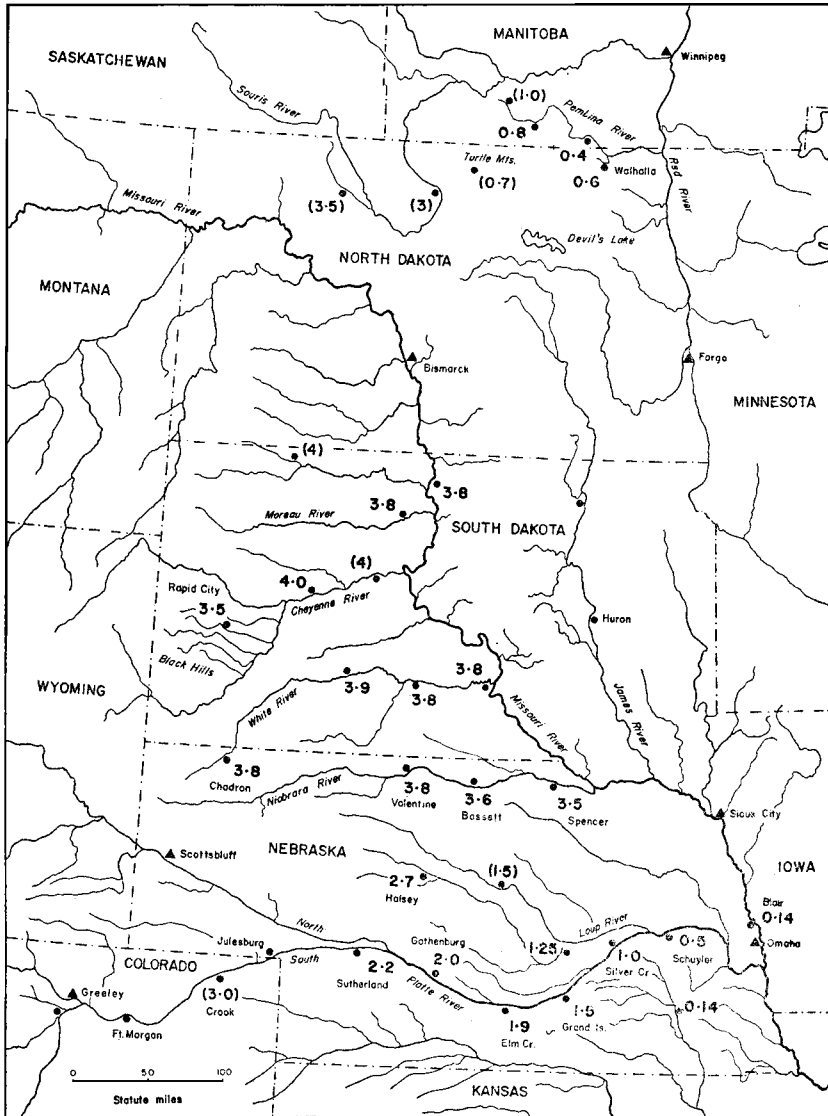 MANITOBA
Winnipeg
SASKATCHEWAN
Souris River
(1.0)
Pembina River
0.8
0.4
Turtle Mts.
Walhalla
(0.7)
0.6
Red River
Missouri River
(3.5)
(3)
Devil's Lake
NORTH DAKOTA
MONTANA
Bismarck
Fargo
MINNESOTA
(4)
3.8
3.8
Moreau River
SOUTH DAKOTA
(4)
4.0
Rapid City
3.5
Cheyenne River
Huron
Black Hills
WYOMING
3.8
3.9
3.8
White River
Missouri River
James River
3.8
Chadron
Niobrara River
3.8
Valentine
3.6
Bassett
3.5
Spencer
Sioux City
Scottsbluff
NEBRASKA
IOWA
2.7
Halsey
(1.5)
Blair
0.14
Omaha
North
Loup River
Julesburg
South
Gothenburg
2.0
1.25
1.0
Silver Cr.
0.5
Schuyler
COLORADO
2.2
Sutherland
Platte River
Greeley
(3.0)
Crook
1.5
Grand Is.
0.14
Ft. Morgan
1.9
Elm Cr.
0 50 100
Statute miles
KANSAS